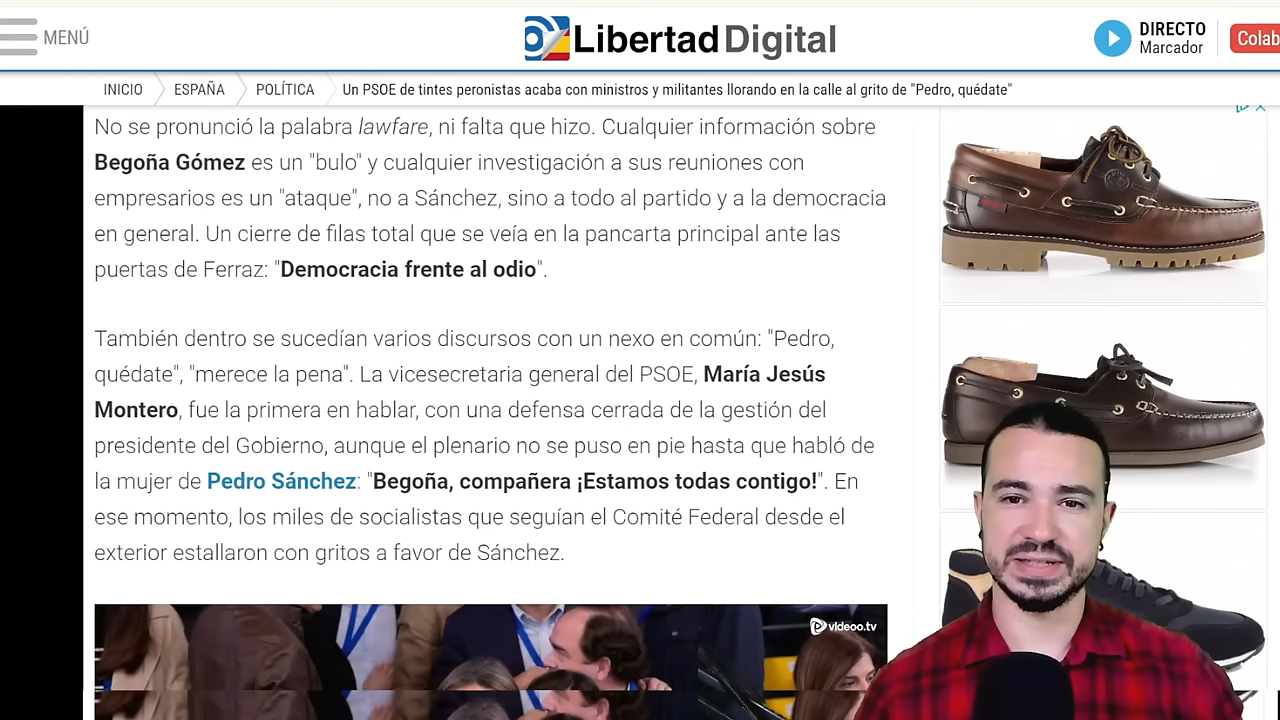 MENÚ
Libertad Digital
DIRECTO
Marcador
Colab
INICIO
ESPAÑA
POLÍTICA
Un PSOE de tintes peronistas acaba con ministros y militantes llorando en la calle al grito de "Pedro, quédate"
No se pronunció la palabra lawfare, ni falta que hizo. Cualquier información sobre
Begoña Gómez es un "bulo" y cualquier investigación a sus reuniones con
empresarios es un "ataque", no a Sánchez, sino a todo al partido y a la democracia
en general. Un cierre de filas total que se veía en la pancarta principal ante las
puertas de Ferraz: "Democracia frente al odio".
También dentro se sucedían varios discursos con un nexo en común: "Pedro,
quédate", "merece la pena". La vicesecretaria general del PSOE, María Jesús
Montero, fue la primera en hablar, con una defensa cerrada de la gestión del
presidente del Gobierno, aunque el plenario no se puso en pie hasta que habló de
la mujer de Pedro Sánchez: "Begoña, compañera ¡Estamos todas contigo!". En
ese momento, los miles de socialistas que seguían el Comité Federal desde el
exterior estallaron con gritos a favor de Sánchez.
videoo.tv